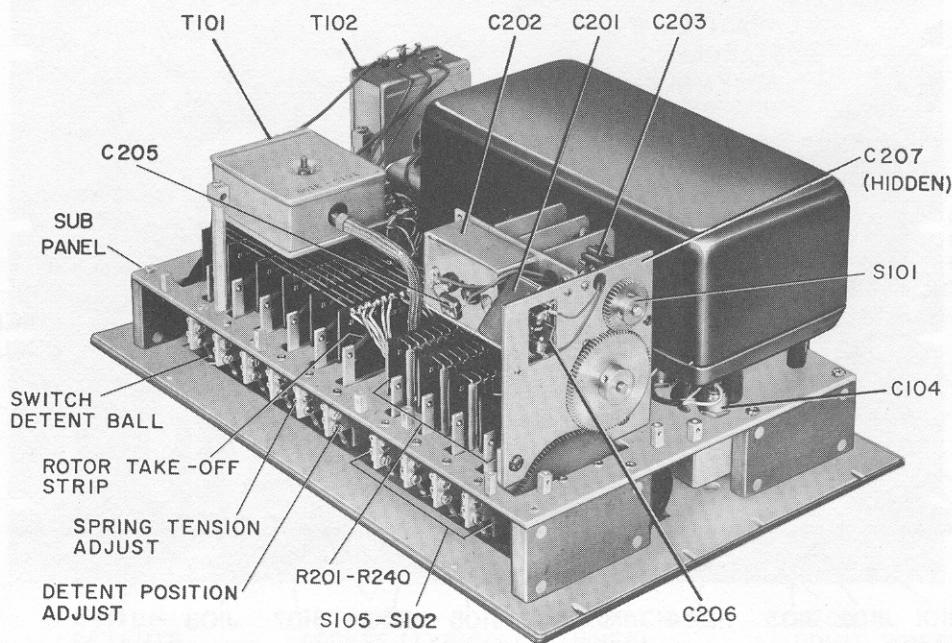 T101
T102
C202
C201
C203
C205
C207
(HIDDEN)
SUB
PANEL
S101
SWITCH
DETENT BALL
C104
ROTOR TAKE-OFF
STRIP
SPRING TENSION
ADJUST
R201-R240
DETENT POSITION
ADJUST
S105-S102
C206